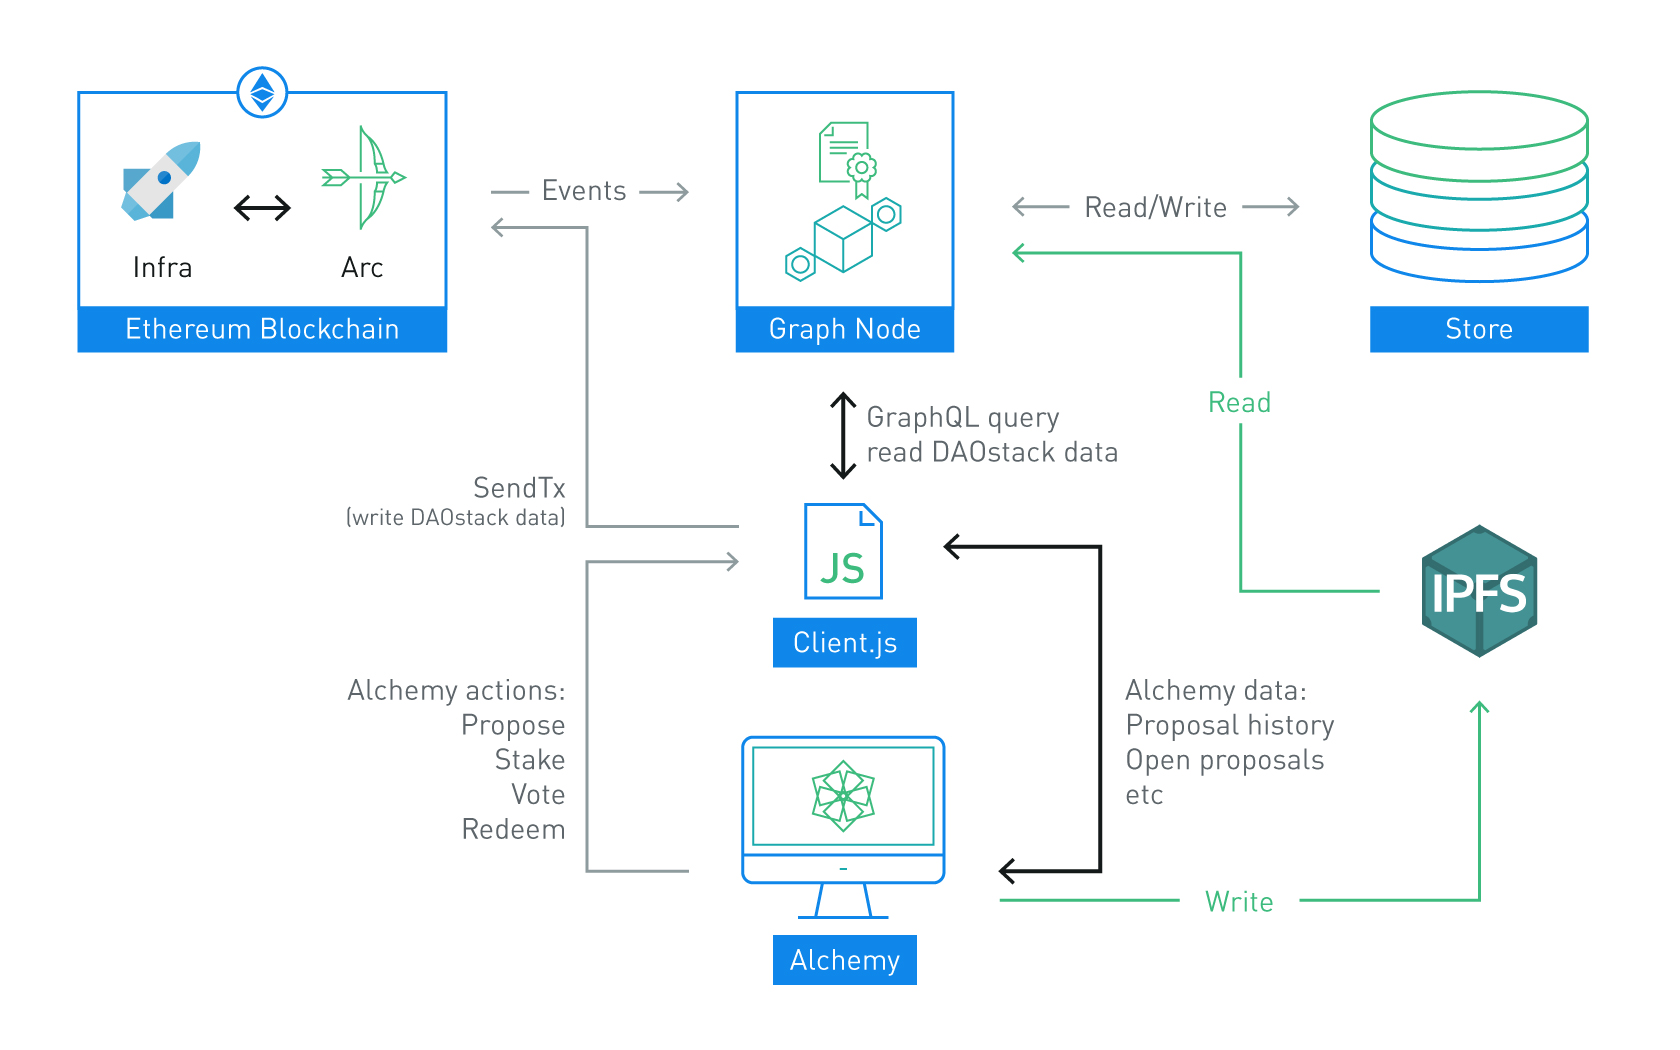 Infra
Arc
Ethereum Blockchain
Events
Graph Node
Read/Write
Store
Read
GraphQL query
read DAOstack data
SendTx
(write DAOstack data)
JS
Client.js
IPFS
Alchemy actions:
Propose
Stake
Vote
Redeem
Alchemy data:
Proposal history
Open proposals
etc
Write
Alchemy